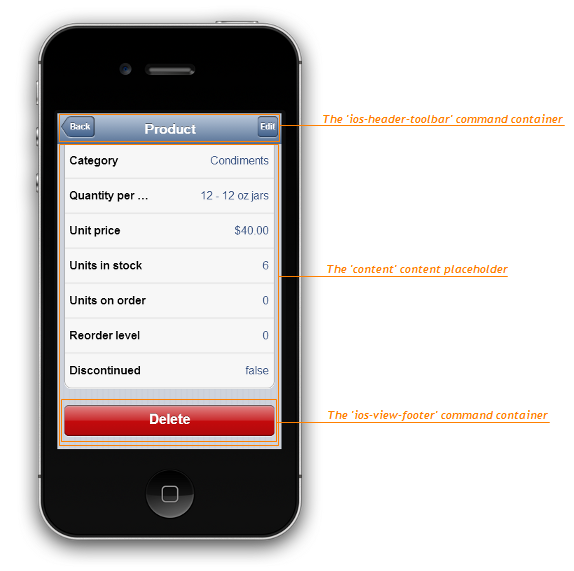 Back
Product
Edit
The 'ios-header-toolbar' command container
Category Condiments
Quantity per ... 12 - 12 oz jars
Unit price $40.00
Units in stock 6
The 'content' content placeholder
Units on order 0
Reorder level 0
Discontinued false
Delete
The 'ios-view-footer' command container